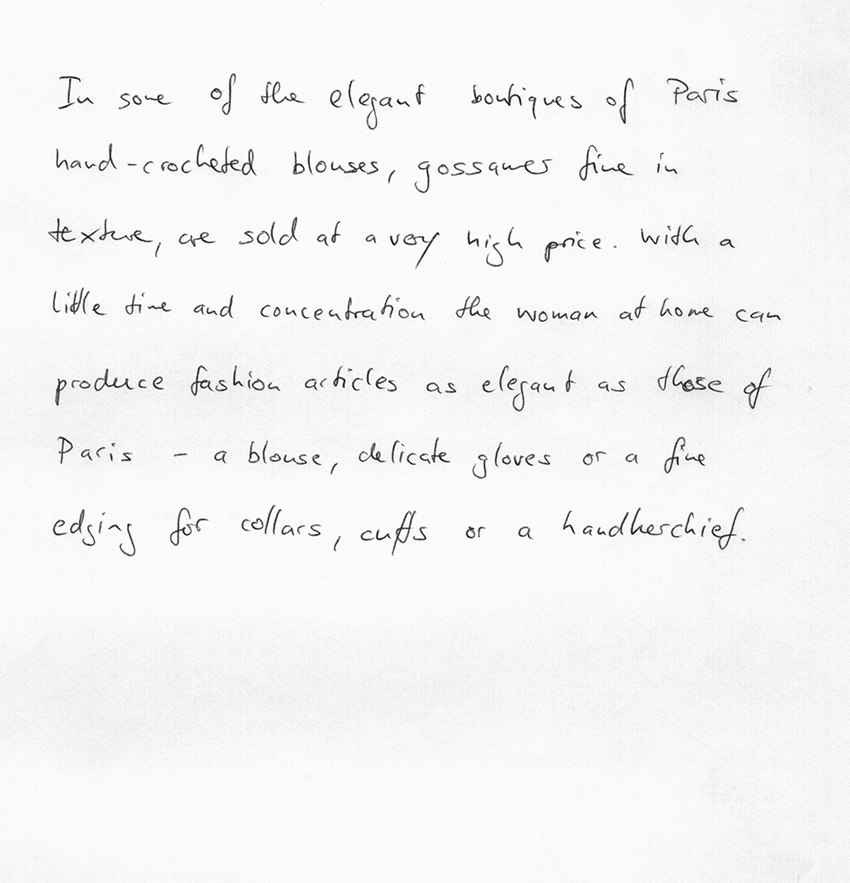 In some of the elegant boutiques of Paris
hand-crocheted blouses, gossamer fine in
texture, are sold at a very high price. With a
little time and concentration the woman at home can
produce fashion articles as elegant as those of
Paris - a blouse, delicate gloves or a fine
edging for collars, cuffs or a handkerchief.